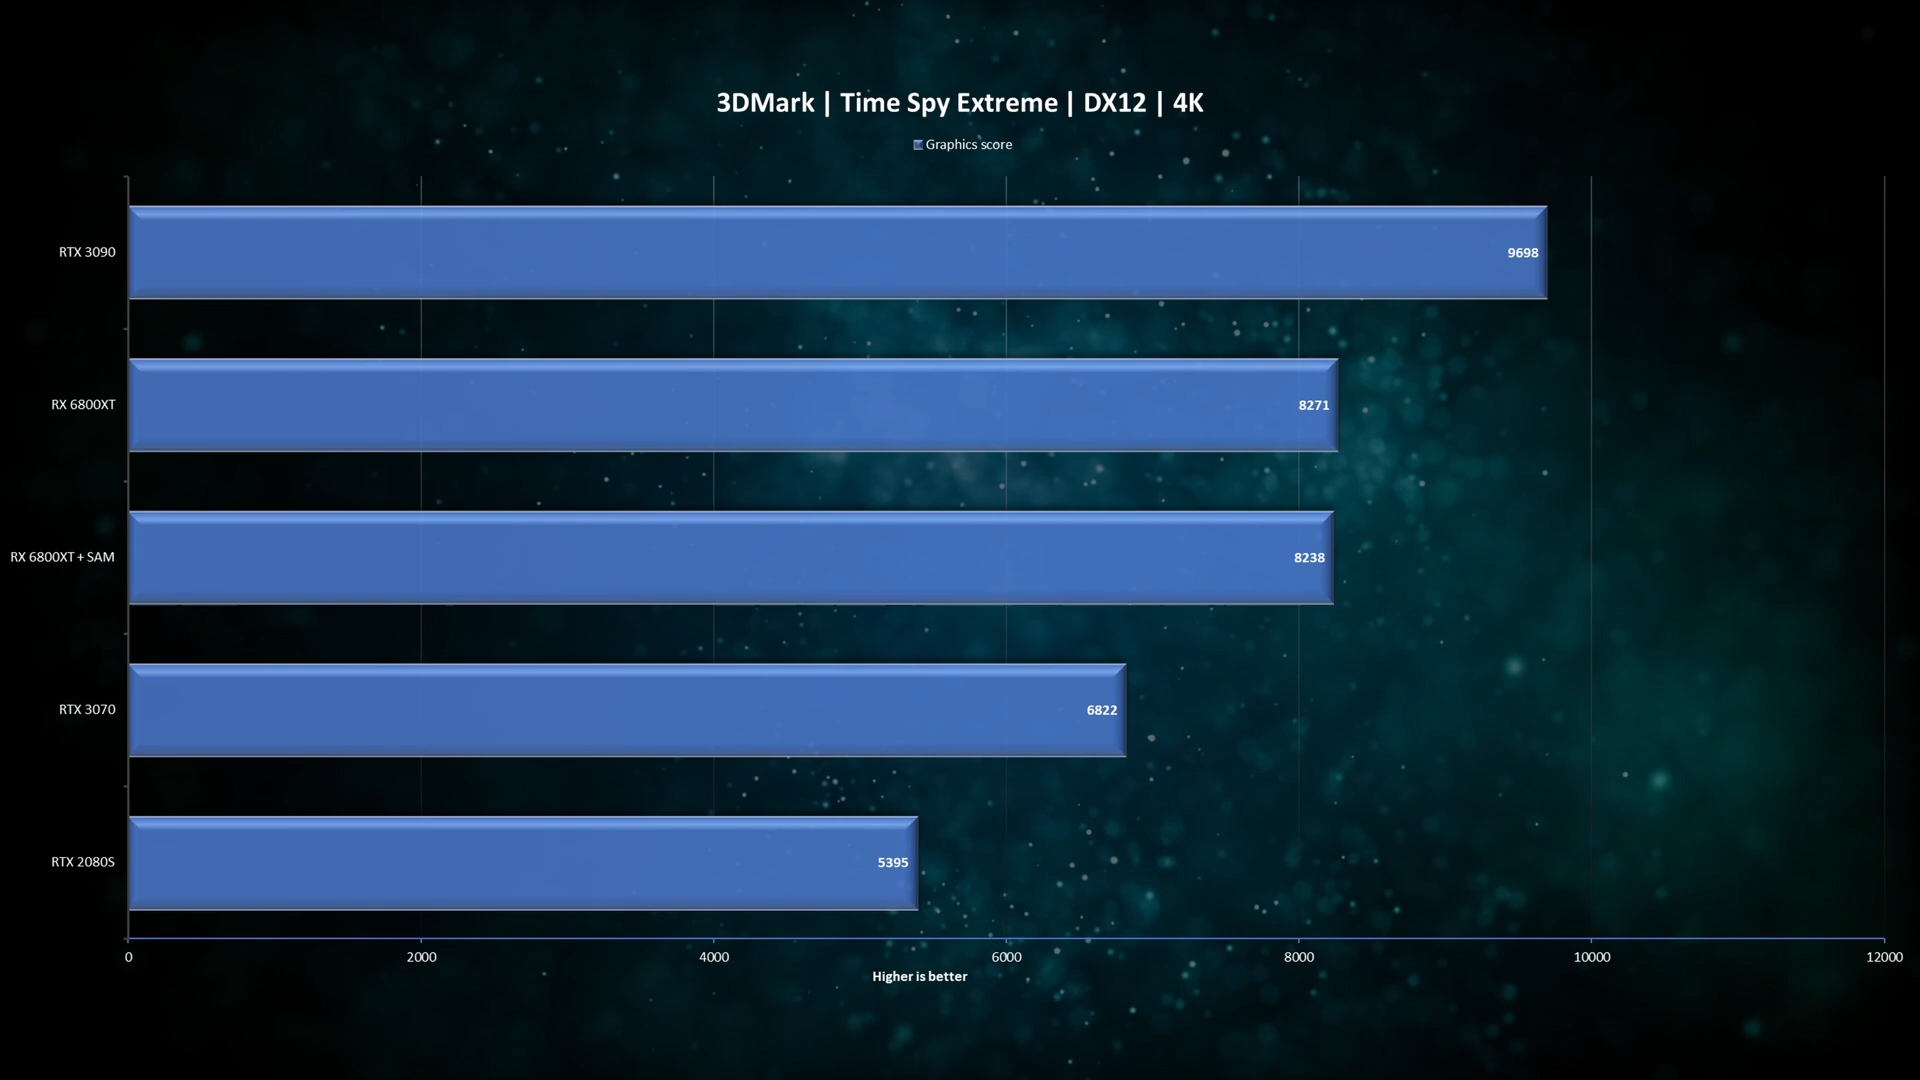 3DMark | Time Spy Extreme | DX12 | 4K
Graphics score
RTX 3090
9698
RX 6800XT
8271
RX 6800XT + SAM
8238
RTX 3070
6822
RTX 2080S
5395
0 2000 4000 6000 8000 10000 12000
Higher is better